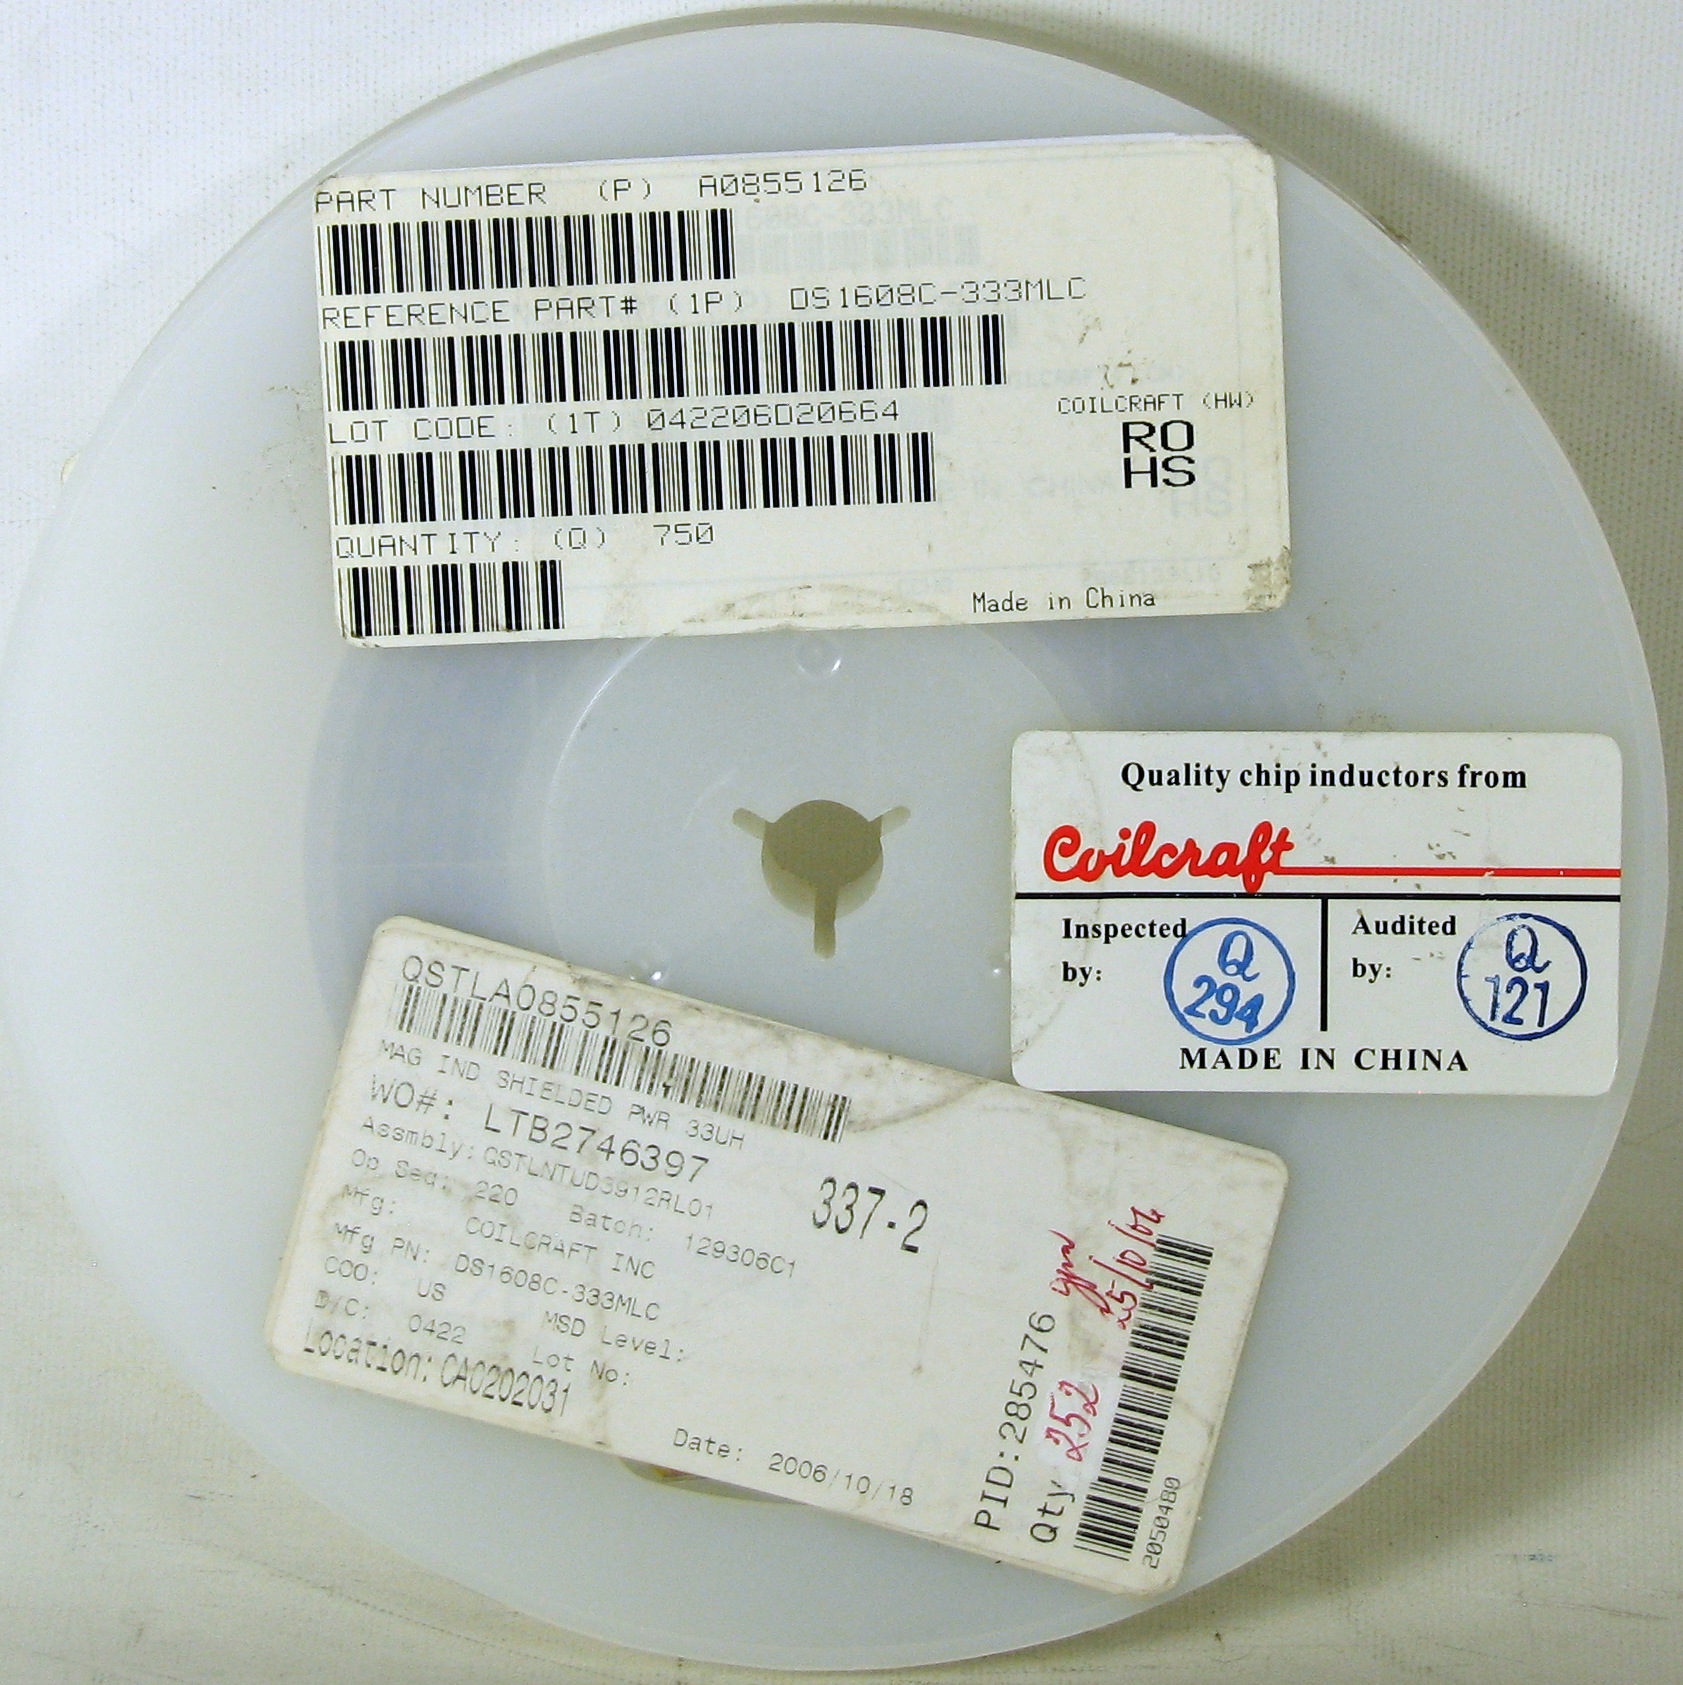 PART NUMBER (P) A0855126
REFERENCE PART# (1P) DS1608C-333MLC
LOT CODE: (1T) 042206D20664
QUANTITY: (Q) 750
COILCRAFT (HW)
RO
HS
Made in China
Quality chip inductors from
Coilcraft
Inspected
by:
Q
294
Audited
by:
Q
121
MADE IN CHINA
QSTLA0855126
MAG IND SHIELDED PWR 33UH
WO#: LTB2746397
Assmbly: QSTLNTUD3912RL01
Op Seq: 220 Batch: 129306C1
Mfg: COILCRAFT INC
Mfg PN: DS1608C-333MLC
COO: US MSD Level:
D/C: 0422 Lot No:
Location: CA0202031
337-2
Date: 2006/10/18
PID: 285476
25/10/06
Qty 252
2050480